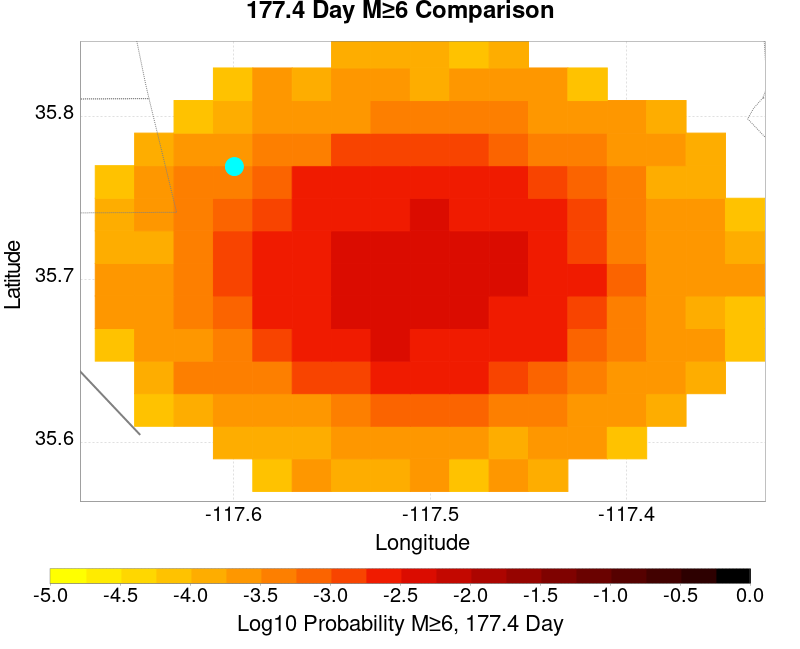 177.4 Day M≥6 Comparison
35.8
35.7
35.6
Latitude
-117.6 -117.5 -117.4
Longitude
-5.0 -4.5 -4.0 -3.5 -3.0 -2.5 -2.0 -1.5 -1.0 -0.5 0.0
Log10 Probability M≥6, 177.4 Day